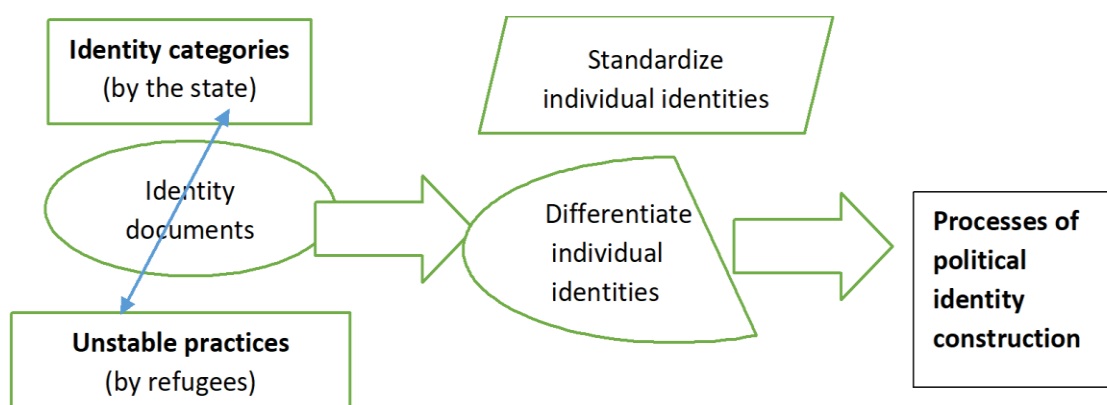 Identity categories
(by the state)
Identity
documents
Unstable practices
(by refugees)
Standardize
individual identities
Differentiate
individual
identities
Processes of
political
identity
construction